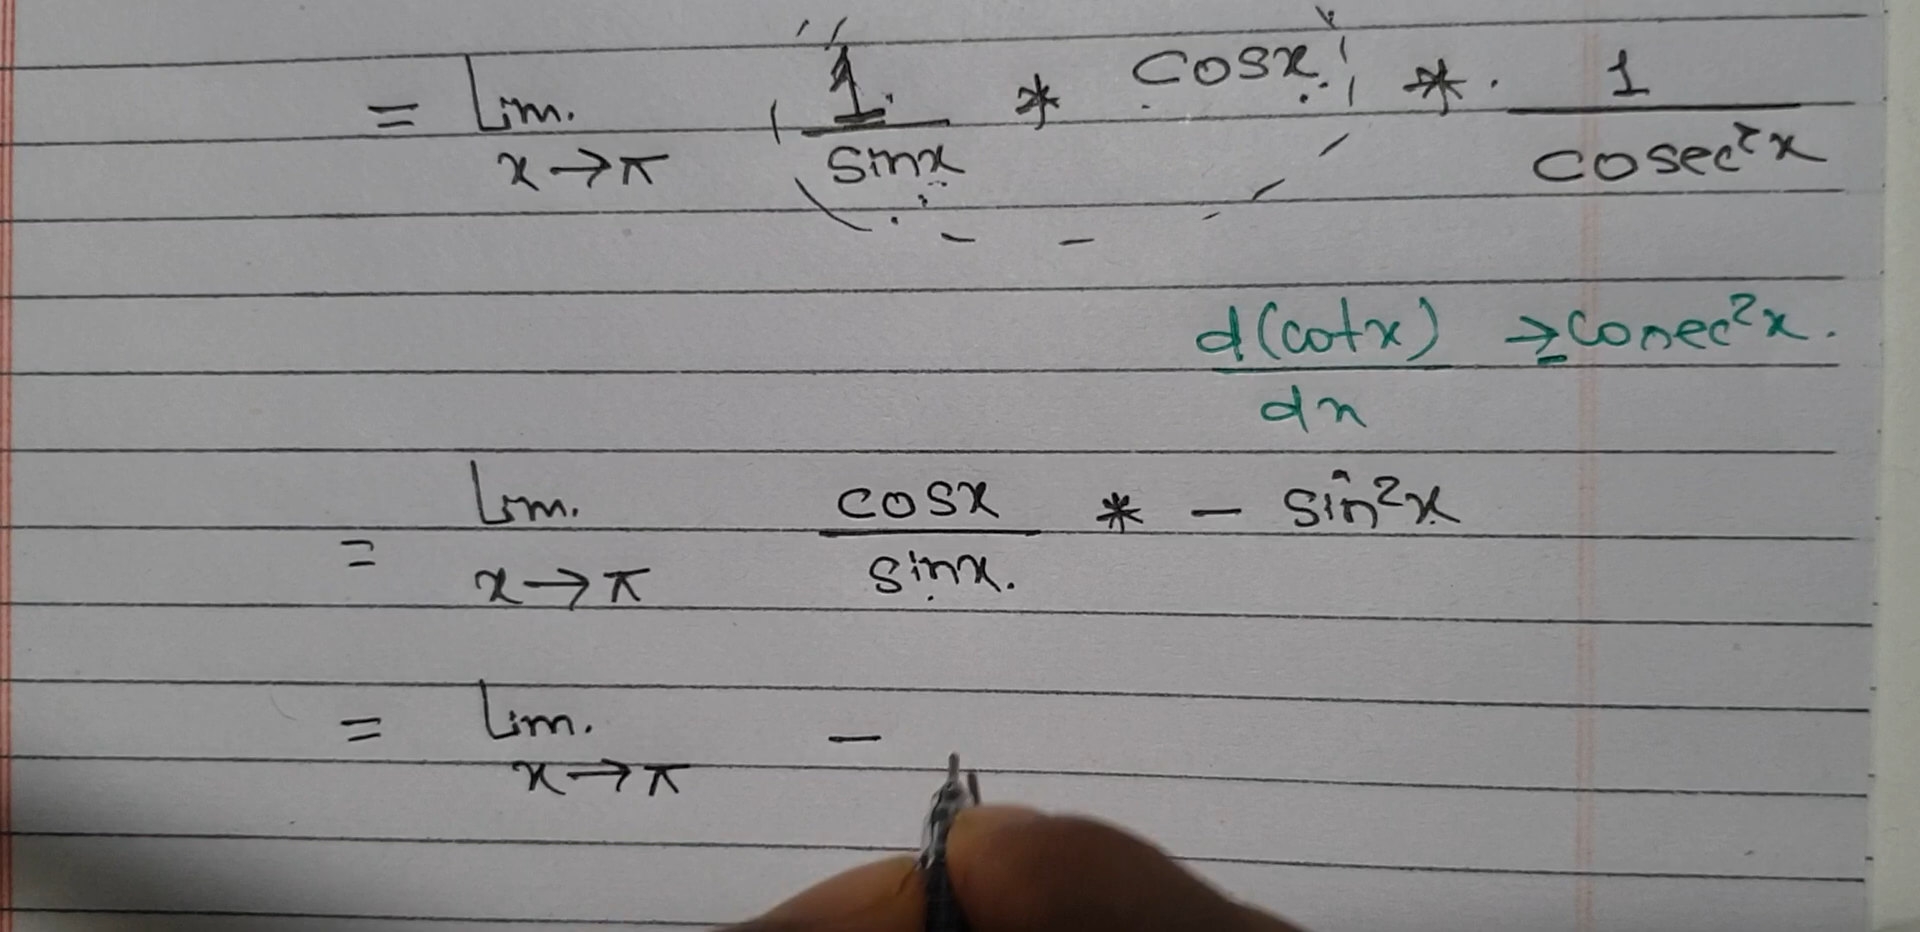 = Lim. 1 * cosx *. 1
x→π sinx cosec²x
d(cotx) → cosec²x.
dx
= Lim. cosx * - sin²x
x→π sinx.
= Lim. -
x→π